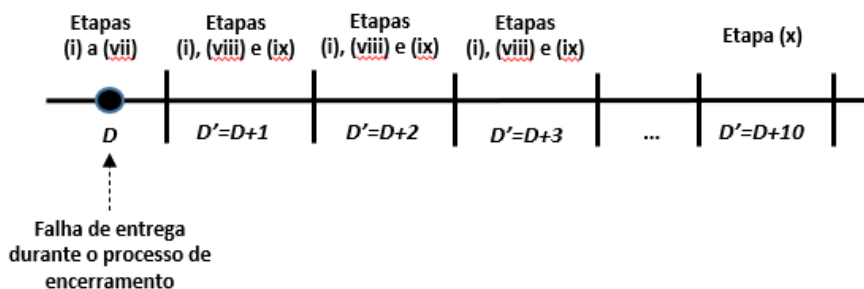 Etapas
(i) a (vii)
Etapas
(i), (viii) e (ix)
Etapas
(i), (viii) e (ix)
Etapas
(i), (viii) e (ix)
Etapa (x)
D
D'=D+1
D'=D+2
D'=D+3
...
D'=D+10
Falha de entrega
durante o processo de
encerramento